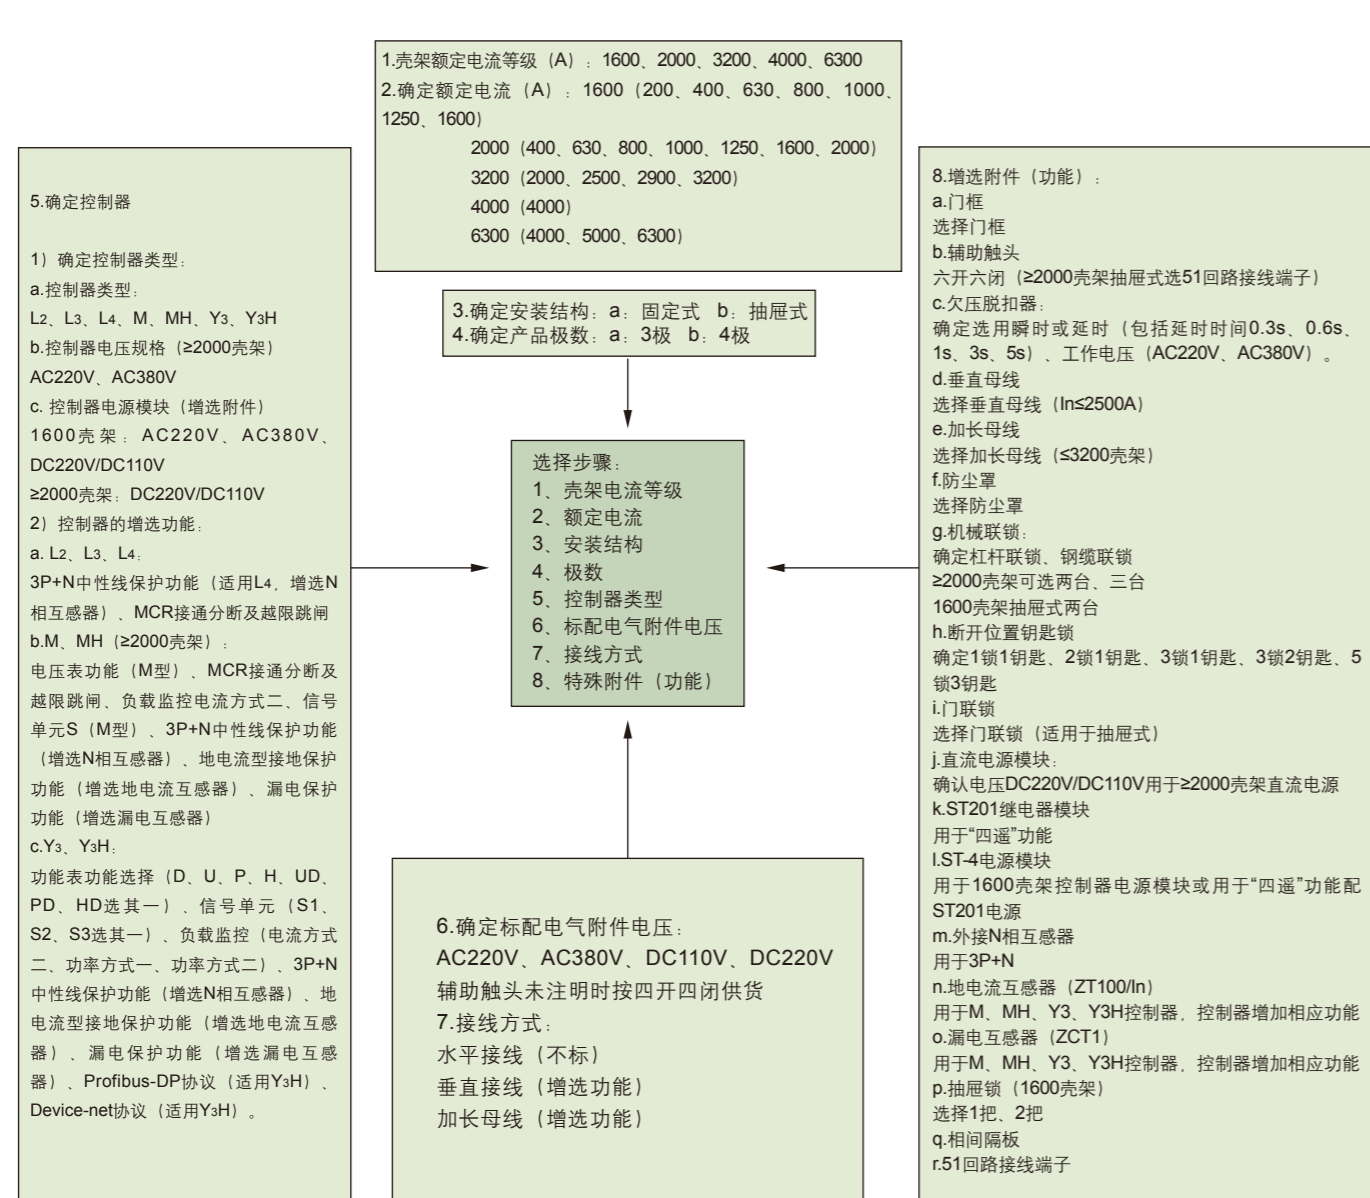 1.壳架额定电流等级（A）：1600、2000、3200、4000、6300
2.确定额定电流（A）：1600（200、400、630、800、1000、
1250、1600）
2000（400、630、800、1000、1250、1600、2000）
3200（2000、2500、2900、3200）
4000（4000）
6300（4000、5000、6300）
3.确定安装结构：a：固定式 b：抽屉式
4.确定产品极数：a：3极 b：4极
选择步骤：
1、壳架电流等级
2、额定电流
3、安装结构
4、极数
5、控制器类型
6、标配电气附件电压
7、接线方式
8、特殊附件（功能）
5.确定控制器
1）确定控制器类型：
a.控制器类型：
L2、L3、L4、M、MH、Y3、Y3H
b.控制器电压规格（≥2000壳架）
AC220V、AC380V
c. 控制器电源模块（增选附件）
1600壳架：AC220V、AC380V、
DC220V/DC110V
≥2000壳架：DC220V/DC110V
2）控制器的增选功能：
a. L2、L3、L4：
3P+N中性线保护功能（适用L4，增选N
相互感器）、MCR接通分断及越限跳闸
b.M、MH（≥2000壳架）：
电压表功能（M型）、MCR接通分断及
越限跳闸、负载监控电流方式二、信号
单元S（M型）、3P+N中性线保护功能
（增选N相互感器）、地电流型接地保护
功能（增选地电流互感器）、漏电保护
功能（增选漏电互感器）
c.Y3、Y3H：
功能表功能选择（D、U、P、H、UD、
PD、HD选其一）、信号单元（S1、
S2、S3选其一）、负载监控（电流方式
二、功率方式一、功率方式二）、3P+N
中性线保护功能（增选N相互感器）、地
电流型接地保护功能（增选地电流互感
器）、漏电保护功能（增选漏电互感
器）、Profibus-DP协议（适用Y3H）、
Device-net协议（适用Y3H）。
6.确定标配电气附件电压：
AC220V、AC380V、DC110V、DC220V
辅助触头未注明时按四开四闭供货
7.接线方式：
水平接线（不标）
垂直接线（增选功能）
加长母线（增选功能）
8.增选附件（功能）：
a.门框
选择门框
b.辅助触头
六开六闭（≥2000壳架抽屉式选51回路接线端子）
c.欠压脱扣器：
确定选用瞬时或延时（包括延时时间0.3s、0.6s、
1s、3s、5s）、工作电压（AC220V、AC380V）。
d.垂直母线
选择垂直母线（In≤2500A）
e.加长母线
选择加长母线（≤3200壳架）
f.防尘罩
选择防尘罩
g.机械联锁：
确定杠杆联锁、钢缆联锁
≥2000壳架可选两台、三台
1600壳架抽屉式两台
h.断开位置钥匙锁
确定1锁1钥匙、2锁1钥匙、3锁1钥匙、3锁2钥匙、5
锁3钥匙
i.门联锁
选择门联锁（适用于抽屉式）
j.直流电源模块：
确认电压DC220V/DC110V用于≥2000壳架直流电源
k.ST201继电器模块
用于“四遥”功能
l.ST-4电源模块
用于1600壳架控制器电源模块或用于“四遥”功能配
ST201电源
m.外接N相互感器
用于3P+N
n.地电流互感器（ZT100/In）
用于M、MH、Y3、Y3H控制器，控制器增加相应功能
o.漏电互感器（ZCT1）
用于M、MH、Y3、Y3H控制器，控制器增加相应功能
p.抽屉锁（1600壳架）
选择1把、2把
q.相间隔板
r.51回路接线端子